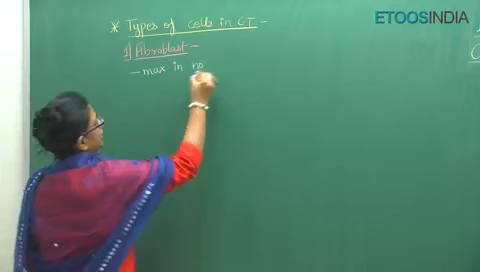 ETOOSINDIA
* Types of cells in CT -
1] Fibroblast -
- max in no